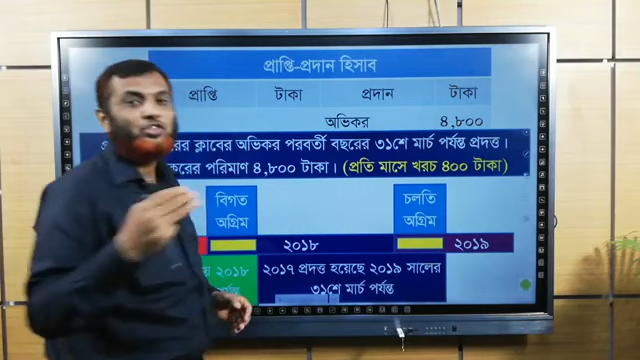 প্রাপ্তি-প্রদান হিসাব
প্রাপ্তি টাকা প্রদান টাকা
অভিকর ৪,৮০০
ক্লাবের অভিকর পরবর্তী বছরের ৩১শে মার্চ পর্যন্ত প্রদত্ত।
পরিমাণ ৪,৮০০ টাকা। (প্রতি মাসে খরচ ৪০০ টাকা)
বিগত
অগ্রিম
চলতি
অগ্রিম
২০১৮ ২০১৯
২০১৮
২০১৭ প্রদত্ত হয়েছে ২০১৯ সালের
৩১শে মার্চ পর্যন্ত